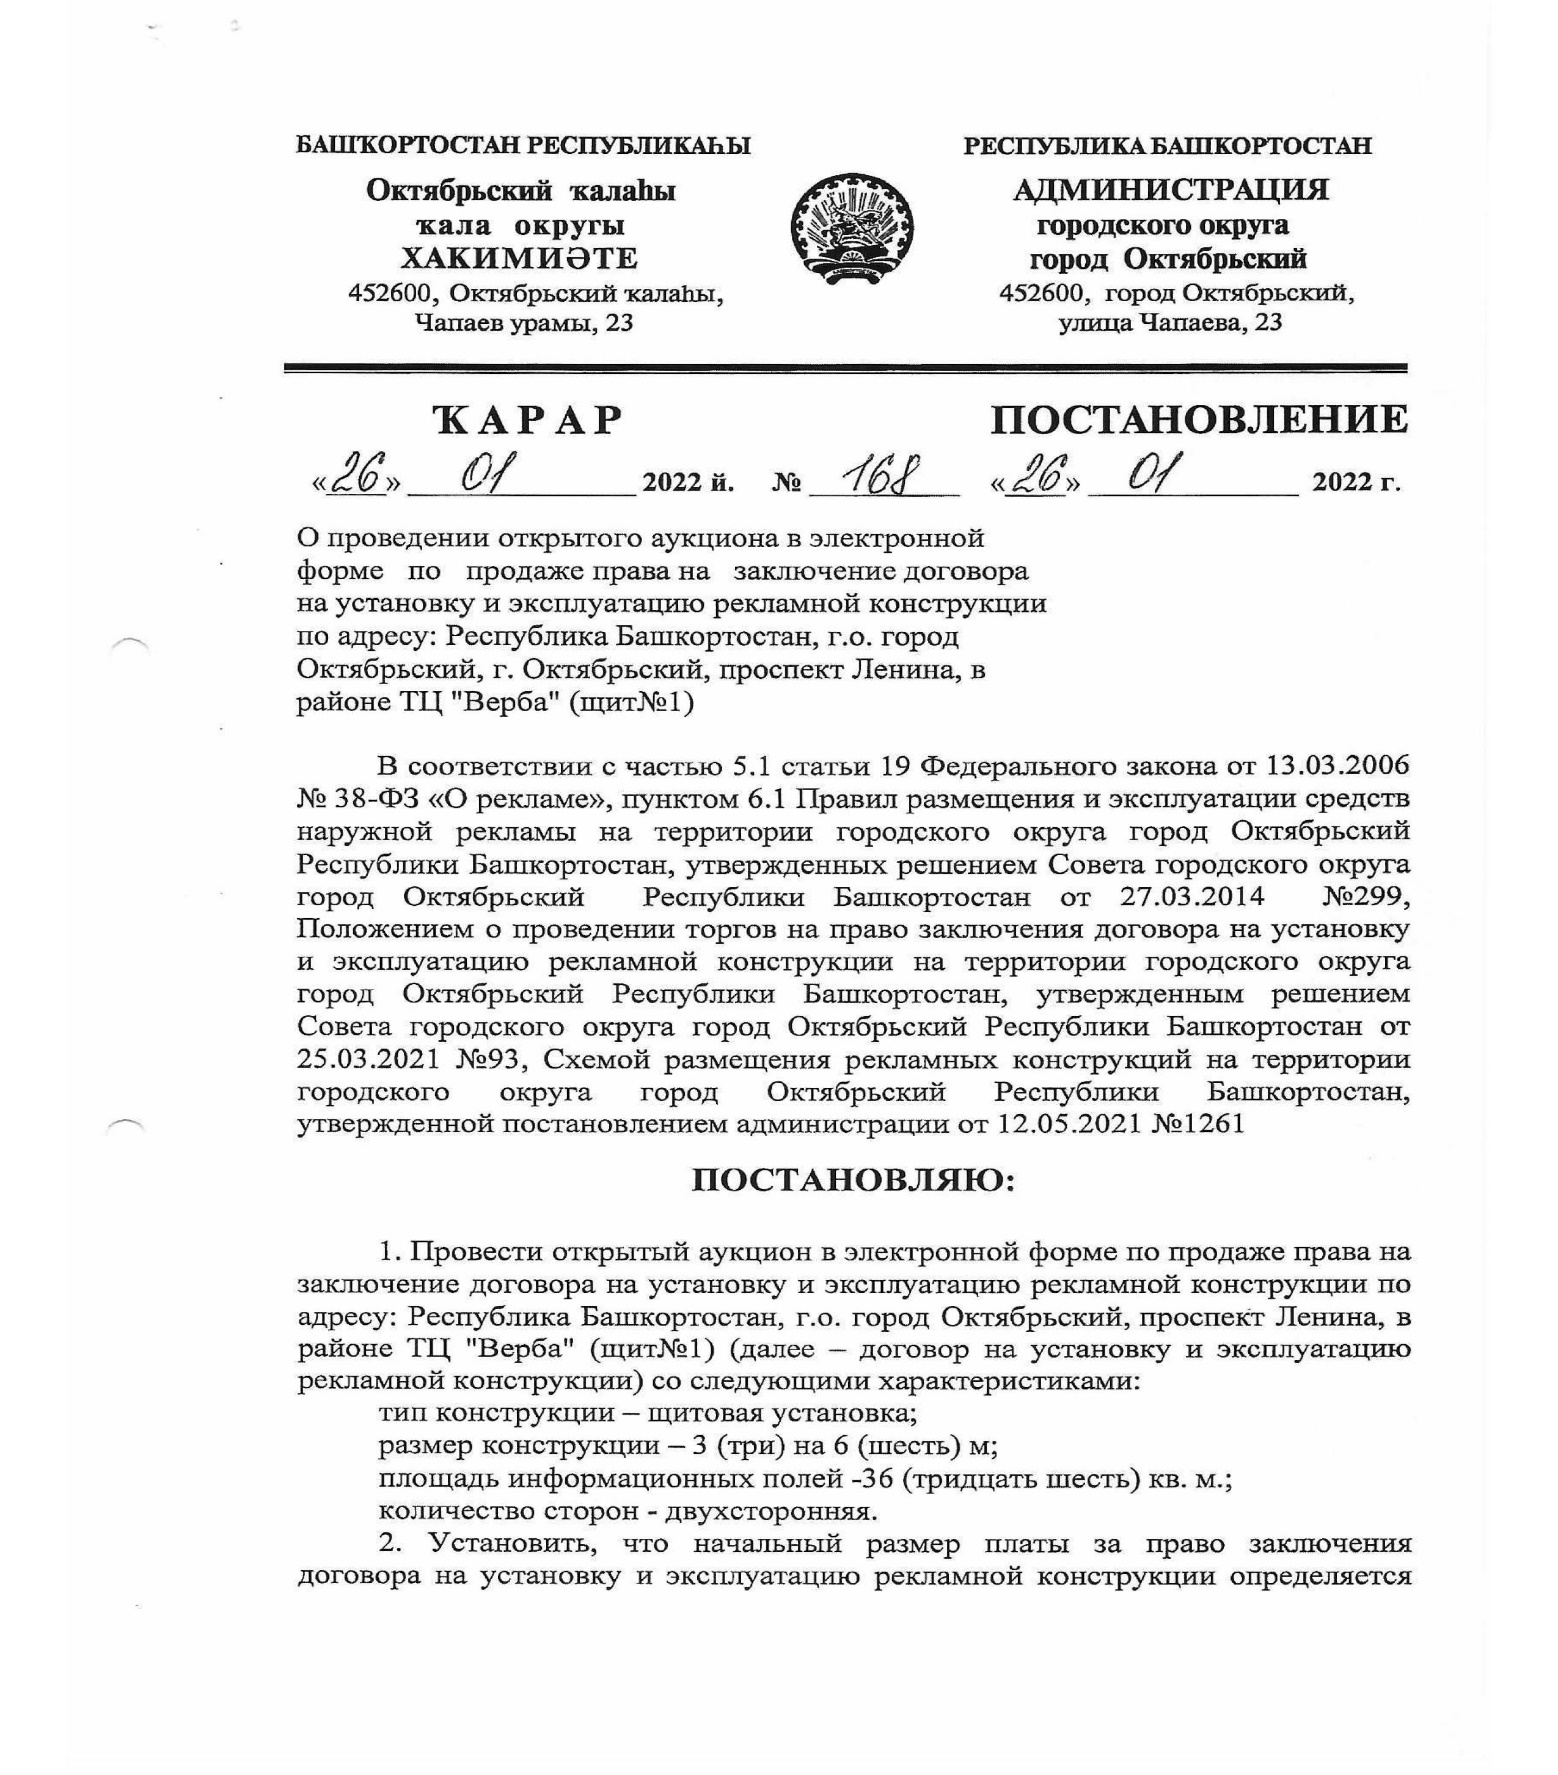 БАШҠОРТОСТАН РЕСПУБЛИКАҺЫ
Октябрьский ҡалаһы
ҡала округы
ХАКИМИӘТЕ
452600, Октябрьский ҡалаһы,
Чапаев урамы, 23
РЕСПУБЛИКА БАШКОРТОСТАН
АДМИНИСТРАЦИЯ
городского округа
город Октябрьский
452600, город Октябрьский,
улица Чапаева, 23
ҠАРАР
ПОСТАНОВЛЕНИЕ
«26» 01 2022 й. № 168 «26» 01 2022 г.
О проведении открытого аукциона в электронной
форме по продаже права на заключение договора
на установку и эксплуатацию рекламной конструкции
по адресу: Республика Башкортостан, г.о. город
Октябрьский, г. Октябрьский, проспект Ленина, в
районе ТЦ "Верба" (щит№1)
В соответствии с частью 5.1 статьи 19 Федерального закона от 13.03.2006
№ 38-ФЗ «О рекламе», пунктом 6.1 Правил размещения и эксплуатации средств
наружной рекламы на территории городского округа город Октябрьский
Республики Башкортостан, утвержденных решением Совета городского округа
город Октябрьский Республики Башкортостан от 27.03.2014 №299,
Положением о проведении торгов на право заключения договора на установку
и эксплуатацию рекламной конструкции на территории городского округа
город Октябрьский Республики Башкортостан, утвержденным решением
Совета городского округа город Октябрьский Республики Башкортостан от
25.03.2021 №93, Схемой размещения рекламных конструкций на территории
городского округа город Октябрьский Республики Башкортостан,
утвержденной постановлением администрации от 12.05.2021 №1261
ПОСТАНОВЛЯЮ:
1. Провести открытый аукцион в электронной форме по продаже права на
заключение договора на установку и эксплуатацию рекламной конструкции по
адресу: Республика Башкортостан, г.о. город Октябрьский, проспект Ленина, в
районе ТЦ "Верба" (щит№1) (далее – договор на установку и эксплуатацию
рекламной конструкции) со следующими характеристиками:
тип конструкции – щитовая установка;
размер конструкции – 3 (три) на 6 (шесть) м;
площадь информационных полей -36 (тридцать шесть) кв. м.;
количество сторон - двухсторонняя.
2. Установить, что начальный размер платы за право заключения
договора на установку и эксплуатацию рекламной конструкции определяется